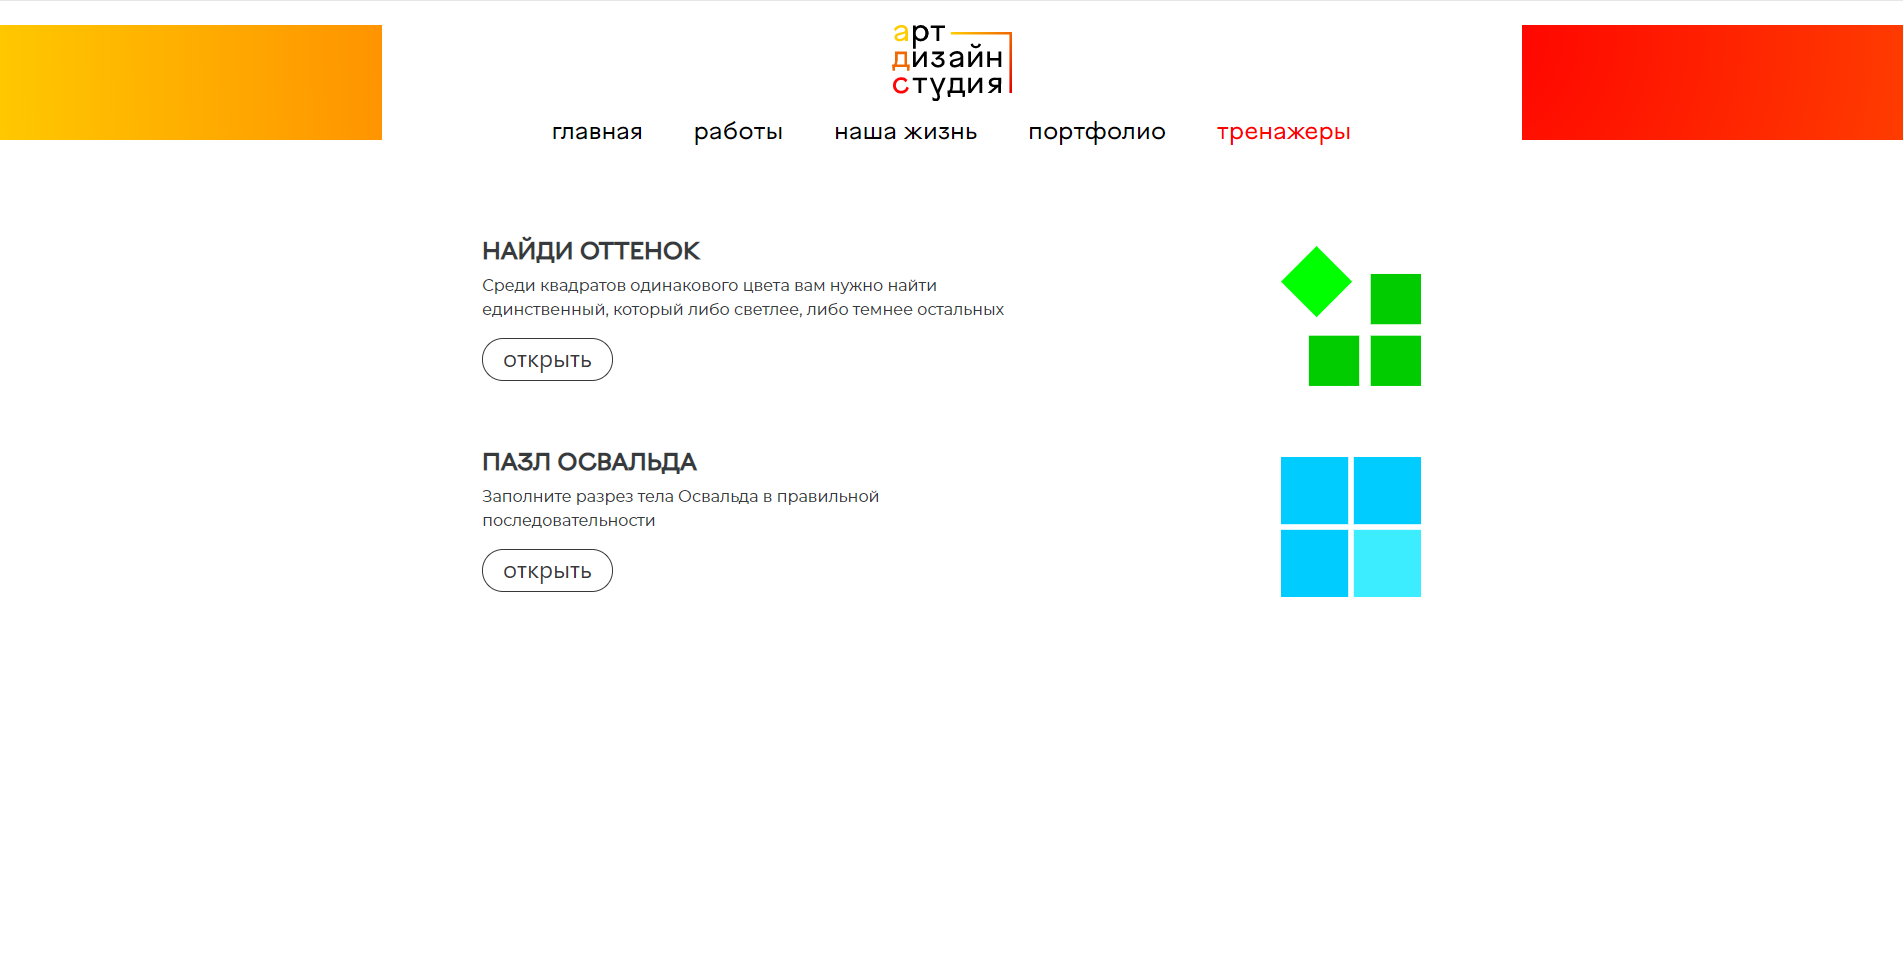 арт
дизайн
студия
главная работы наша жизнь портфолио тренажеры
НАЙДИ ОТТЕНОК
Среди квадратов одинакового цвета вам нужно найти
единственный, который либо светлее, либо темнее остальных
открыть
ПАЗЛ ОСВАЛЬДА
Заполните разрез тела Освальда в правильной
последовательности
открыть